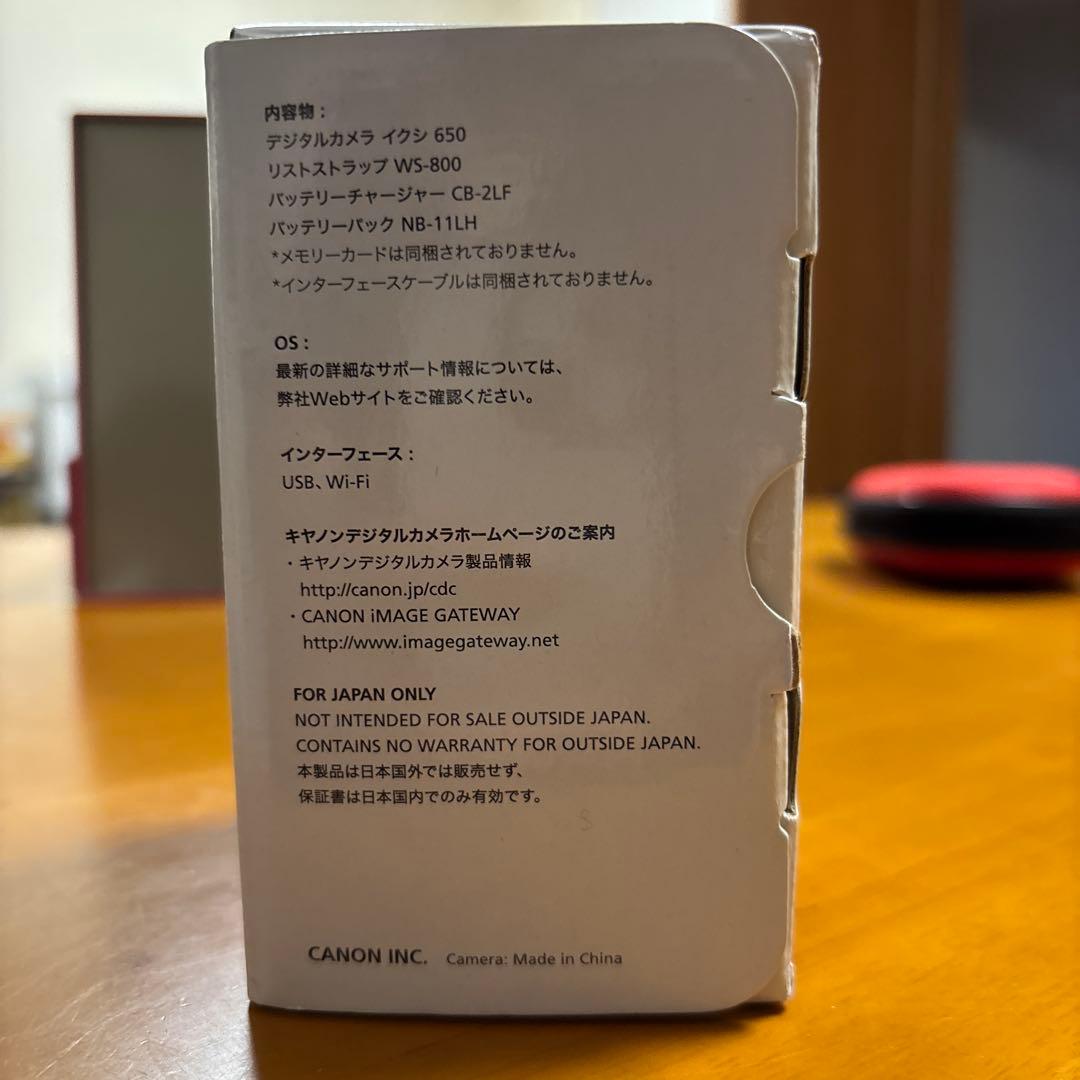 内容物：
デジタルカメラ イクシ 650
リストストラップ WS-800
バッテリーチャージャー CB-2LF
バッテリーパック NB-11LH
*メモリーカードは同梱されておりません。
*インターフェースケーブルは同梱されておりません。
OS：
最新の詳細なサポート情報については、
弊社Webサイトをご確認ください。
インターフェース：
USB、Wi-Fi
キヤノンデジタルカメラホームページのご案内
・キヤノンデジタルカメラ製品情報
http://canon.jp/cdc
・CANON iMAGE GATEWAY
http://www.imagegateway.net
FOR JAPAN ONLY
NOT INTENDED FOR SALE OUTSIDE JAPAN.
CONTAINS NO WARRANTY FOR OUTSIDE JAPAN.
本製品は日本国外では販売せず、
保証書は日本国内でのみ有効です。
S
CANON INC. Camera: Made in China